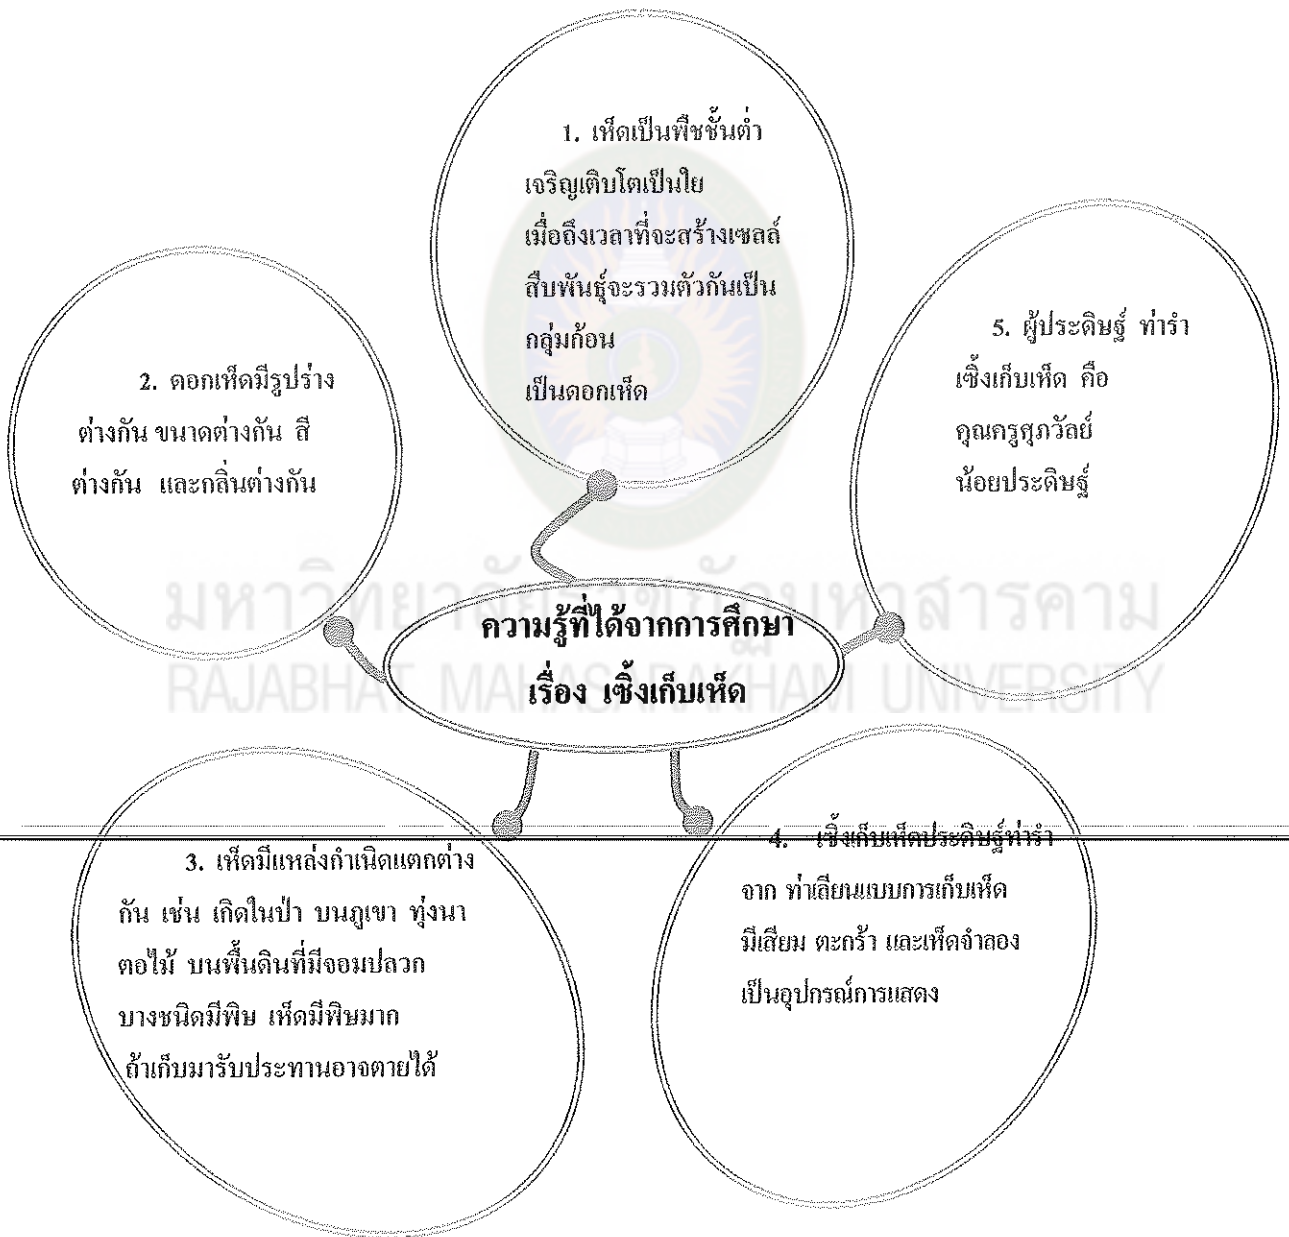 1. เห็ดเป็นพืชชั้นต่ำ
เจริญเติบโตเป็นใย
เมื่อถึงเวลาที่จะสร้างเซลล์
สืบพันธุ์จะรวมตัวกันเป็น
กลุ่มก้อน
เป็นดอกเห็ด
2. ดอกเห็ดมีรูปร่าง
ต่างกัน ขนาดต่างกัน สี
ต่างกัน และกลิ่นต่างกัน
5. ผู้ประดิษฐ์ ท่ารำ
เซิ้งเก็บเห็ด คือ
คุณครูศุภวัลย์
น้อยประดิษฐ์
มหาวิทยาลัยราชภัฏมหาสารคาม
RAJABHAT MAHASARAKHAM UNIVERSITY
ความรู้ที่ได้จากการศึกษา
เรื่อง เซิ้งเก็บเห็ด
3. เห็ดมีแหล่งกำเนิดแตกต่าง
กัน เช่น เกิดในป่า บนภูเขา ทุ่งนา
ตอไม้ บนพื้นดินที่มีจอมปลวก
บางชนิดมีพิษ เห็ดมีพิษมาก
ถ้าเก็บมารับประทานอาจตายได้
4. เซิ้งเก็บเห็ดประดิษฐ์ท่ารำ
จาก ท่าเลียนแบบการเก็บเห็ด
มีเสียม ตะกร้า และเห็ดจำลอง
เป็นอุปกรณ์การแสดง